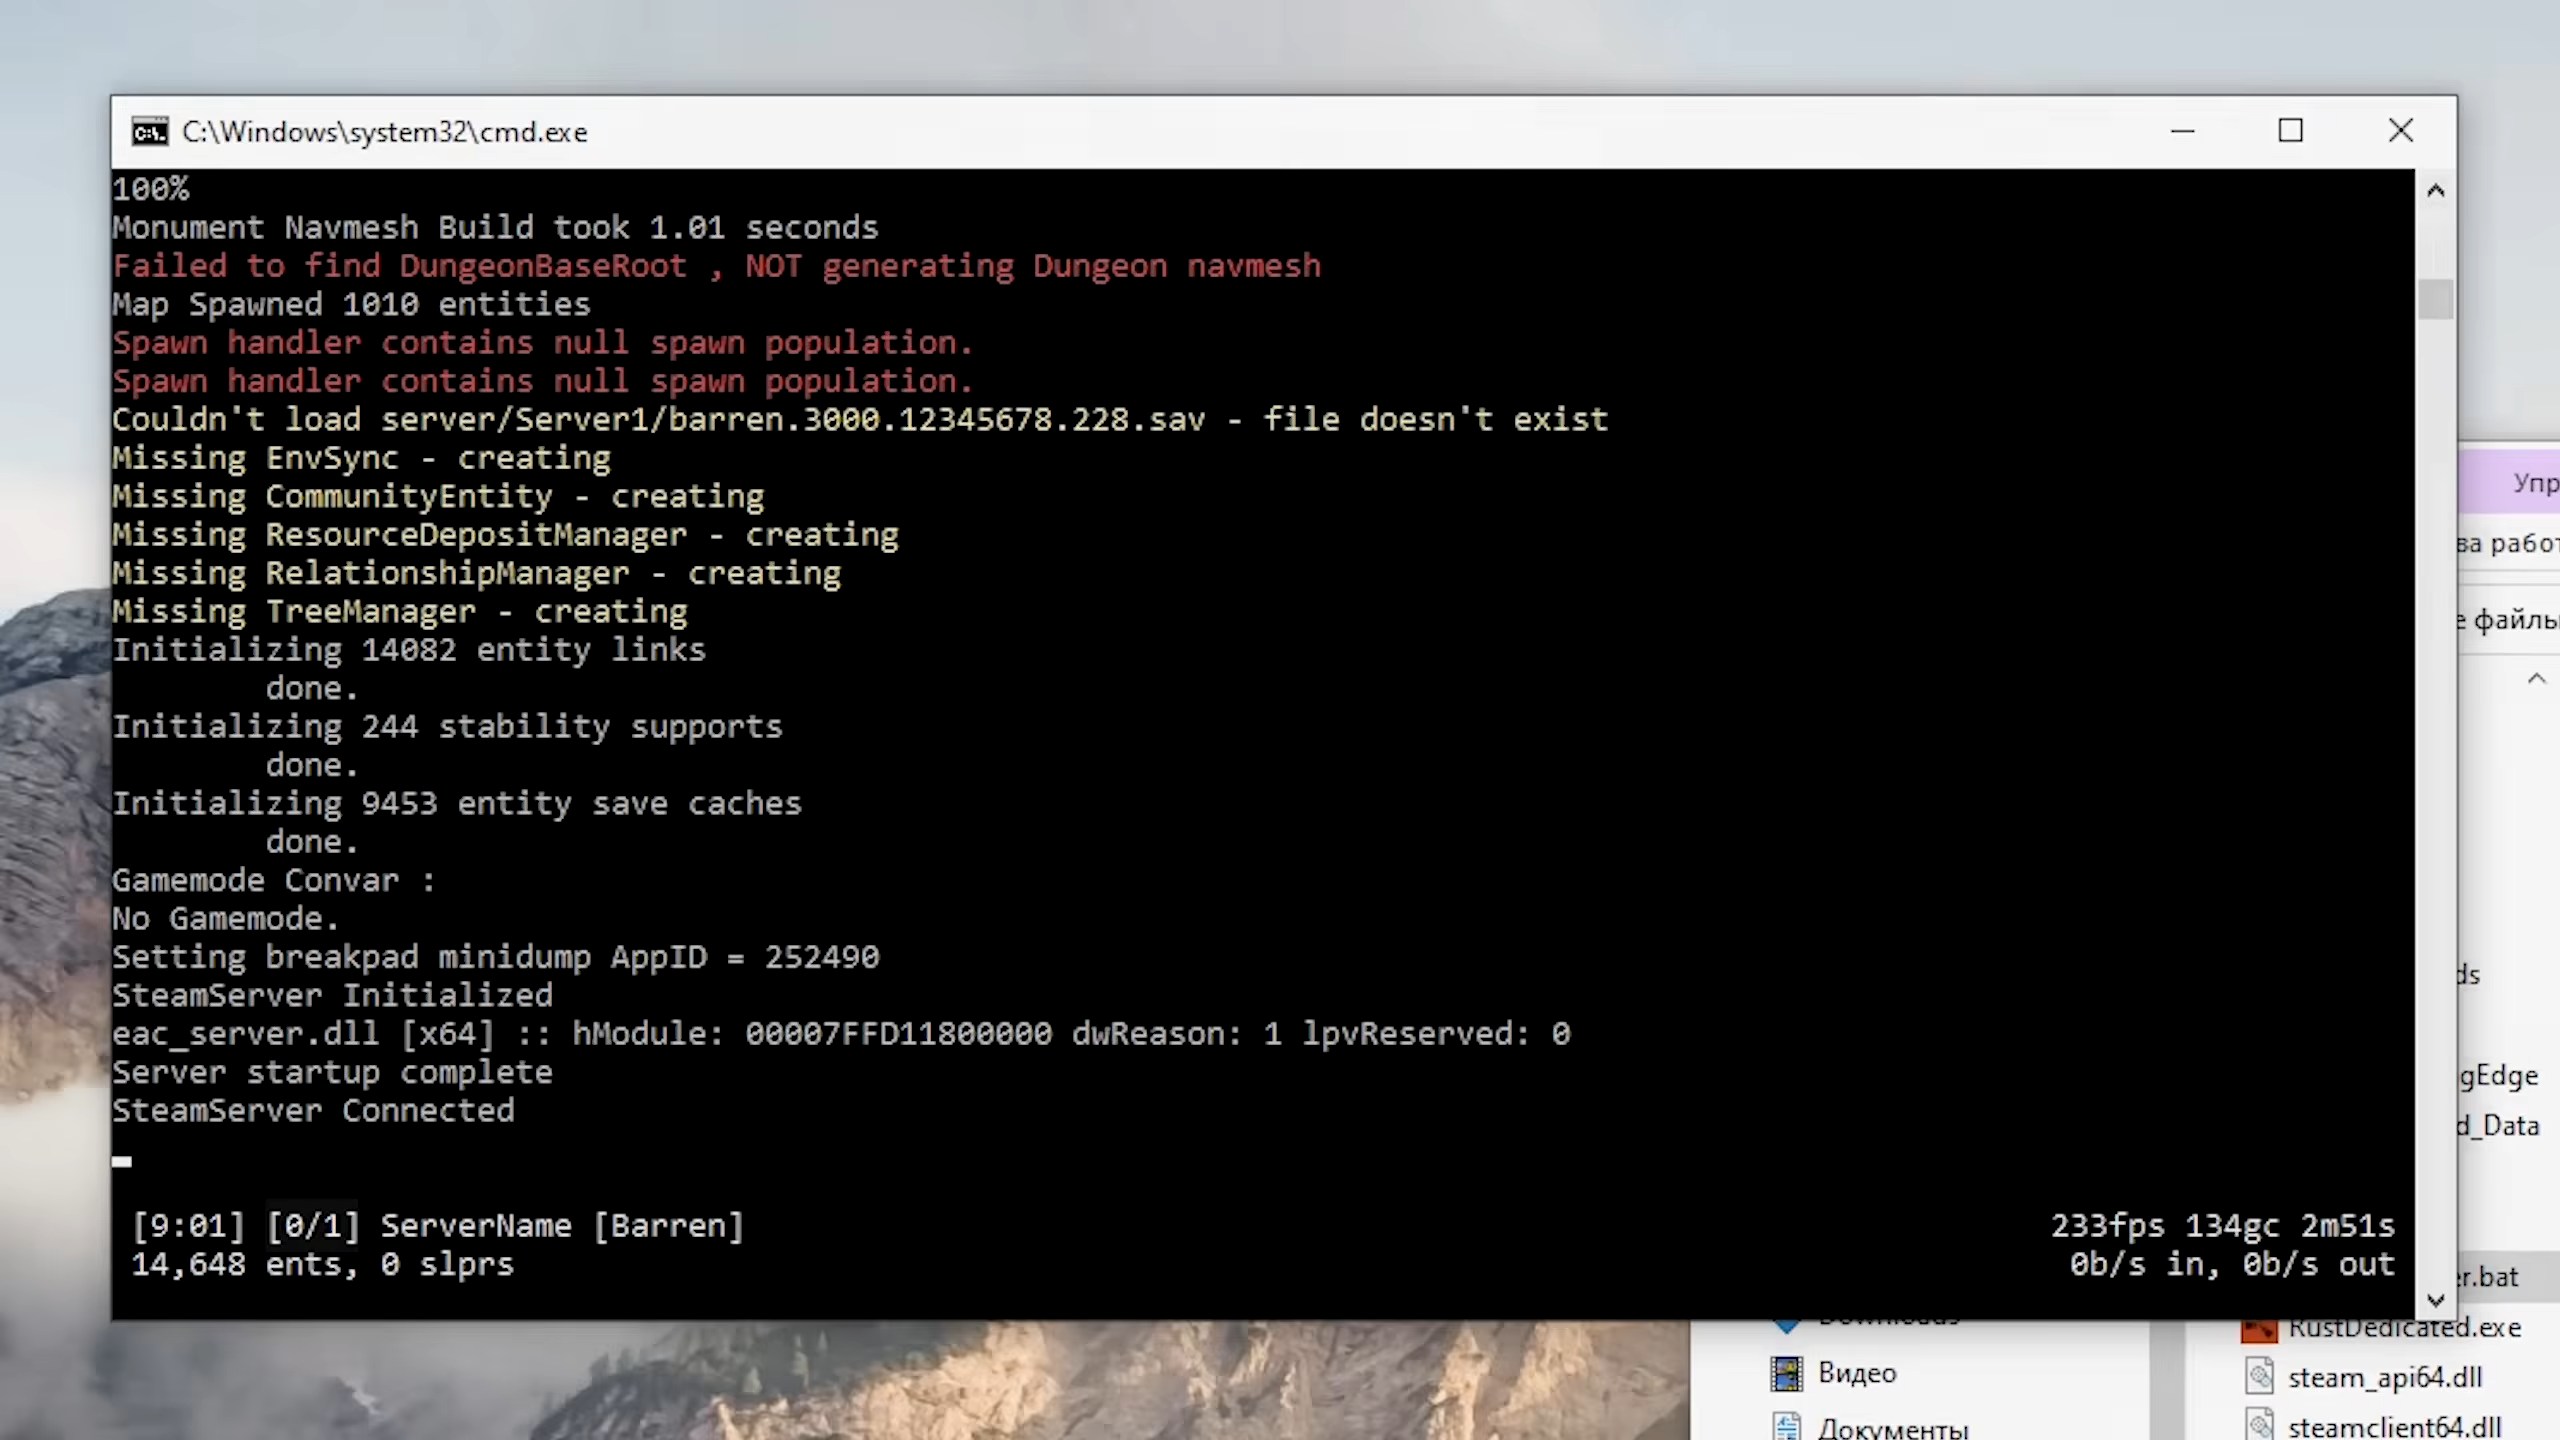 C:\Windows\system32\cmd.exe
100%
Monument Navmesh Build took 1.01 seconds
Failed to find DungeonBaseRoot , NOT generating Dungeon navmesh
Map Spawned 1010 entities
Spawn handler contains null spawn population.
Spawn handler contains null spawn population.
Couldn't load server/Server1/barren.3000.12345678.228.sav - file doesn't exist
Missing EnvSync - creating
Missing CommunityEntity - creating
Missing ResourceDepositManager - creating
Missing RelationshipManager - creating
Missing TreeManager - creating
Initializing 14082 entity links
done.
Initializing 244 stability supports
done.
Initializing 9453 entity save caches
done.
Gamemode Convar :
No Gamemode.
Setting breakpad minidump AppID = 252490
SteamServer Initialized
eac_server.dll [x64] :: hModule: 00007FFD11800000 dwReason: 1 lpvReserved: 0
Server startup complete
SteamServer Connected
[9:01] [0/1] ServerName [Barren] 233fps 134gc 2m51s
14,648 ents, 0 slprs 0b/s in, 0b/s out
Упр
ва работ
е файлы
ds
gEdge
d_Data
er.bat
RustDedicated.exe
steam_api64.dll
steamclient64.dll
Downloads
Видео
Документы